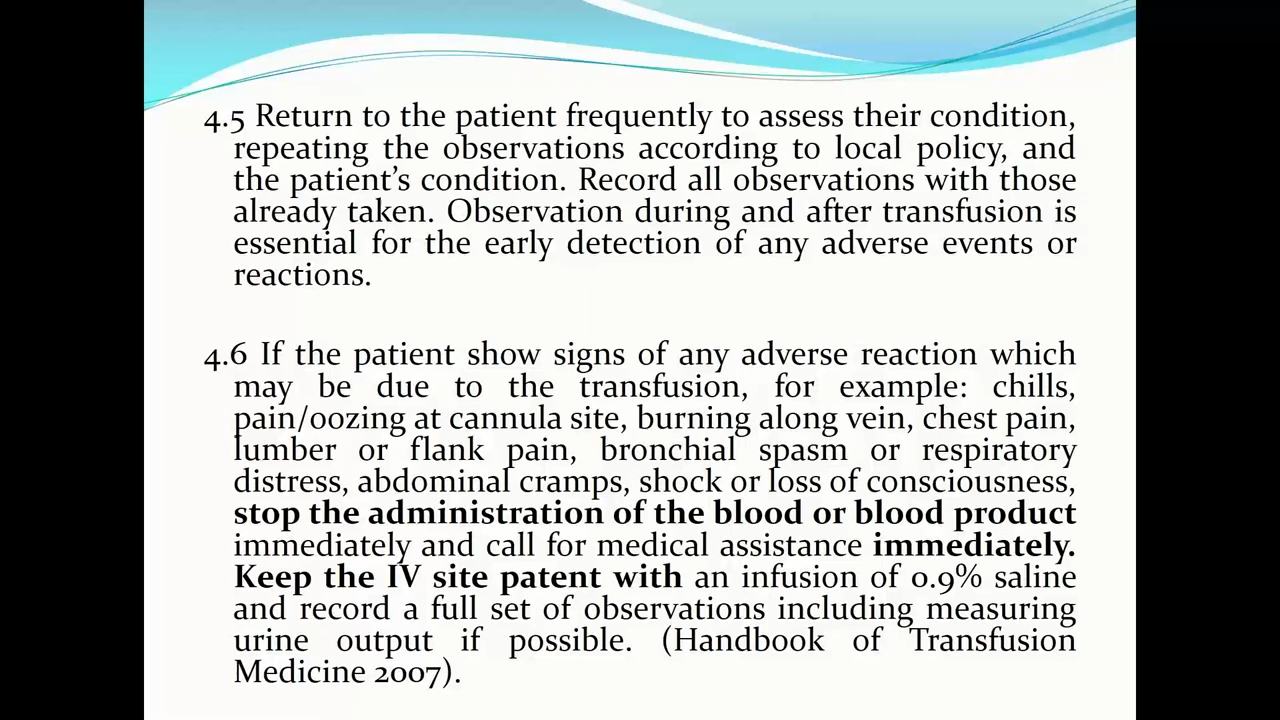 4.5 Return to the patient frequently to assess their condition,
repeating the observations according to local policy, and
the patient's condition. Record all observations with those
already taken. Observation during and after transfusion is
essential for the early detection of any adverse events or
reactions.
4.6 If the patient show signs of any adverse reaction which
may be due to the transfusion, for example: chills,
pain/oozing at cannula site, burning along vein, chest pain,
lumber or flank pain, bronchial spasm or respiratory
distress, abdominal cramps, shock or loss of consciousness,
stop the administration of the blood or blood product
immediately and call for medical assistance immediately.
Keep the IV site patent with an infusion of 0.9% saline
and record a full set of observations including measuring
urine output if possible. (Handbook of Transfusion
Medicine 2007).